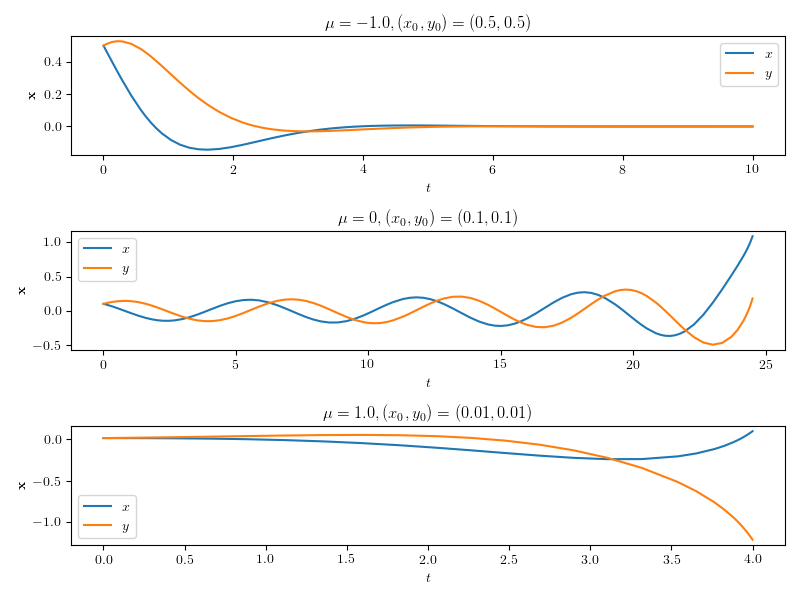 μ = −1.0, (x₀, y₀) = (0.5, 0.5)
0.4
0.2
0.0
x
x
y
0 2 4 6 8 10
t
μ = 0, (x₀, y₀) = (0.1, 0.1)
1.0
0.5
0.0
−0.5
x
x
y
0 5 10 15 20 25
t
μ = 1.0, (x₀, y₀) = (0.01, 0.01)
0.0
−0.5
−1.0
x
x
y
0.0 0.5 1.0 1.5 2.0 2.5 3.0 3.5 4.0
t